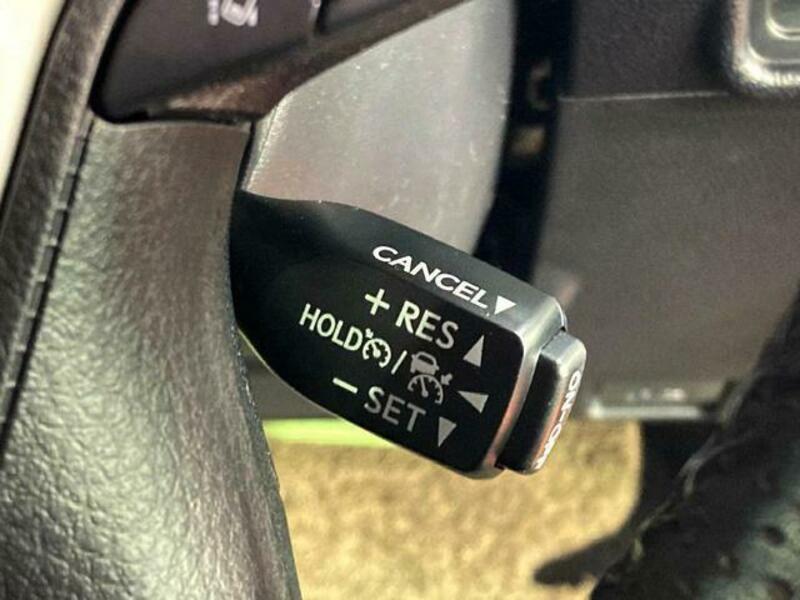 CANCEL
+ RES
HOLD /
– SET
ON-OFF